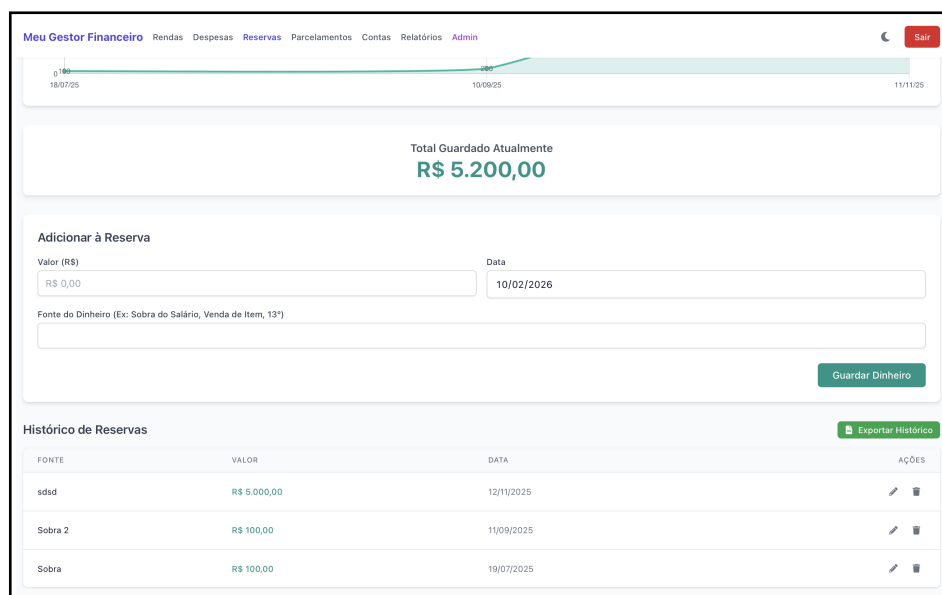 Meu Gestor Financeiro Rendas Despesas Reservas Parcelamentos Contas Relatórios Admin Sair
0 100 200
18/07/25 10/09/25 11/11/25
Total Guardado Atualmente
R$ 5.200,00
Adicionar à Reserva
Valor (R$) Data
R$ 0,00 10/02/2026
Fonte do Dinheiro (Ex: Sobra do Salário, Venda de Item, 13º)
Guardar Dinheiro
Histórico de Reservas Exportar Histórico
FONTE VALOR DATA AÇÕES
sdsd R$ 5.000,00 12/11/2025
Sobra 2 R$ 100,00 11/09/2025
Sobra R$ 100,00 19/07/2025